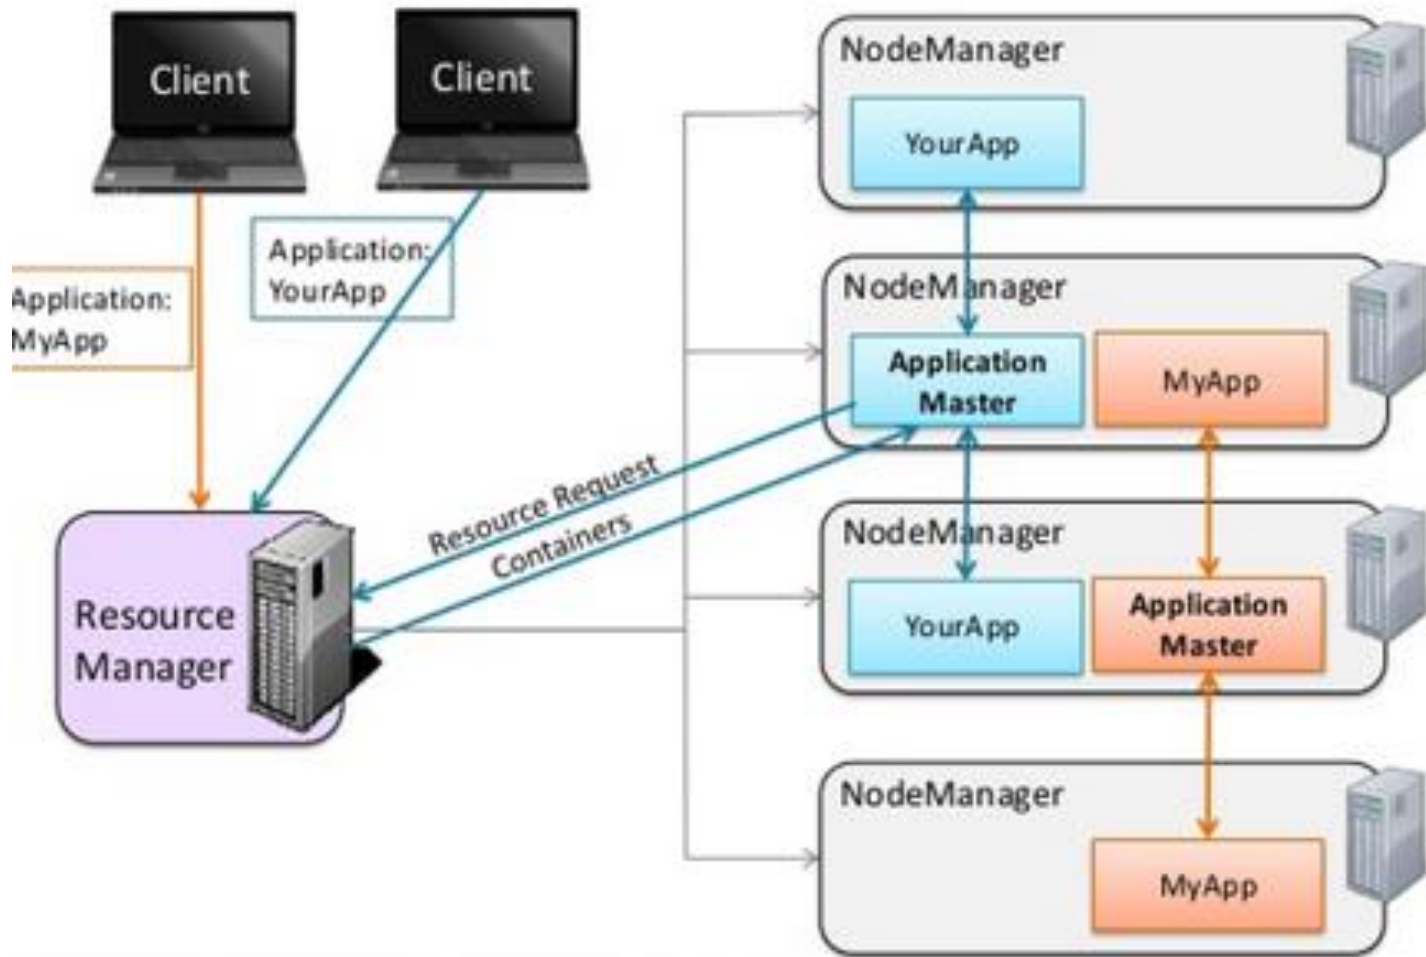 Client
Client
Application:
MyApp
Application:
YourApp
Resource
Manager
Resource Request
Containers
NodeManager
YourApp
NodeManager
Application
Master
MyApp
NodeManager
YourApp
Application
Master
NodeManager
MyApp